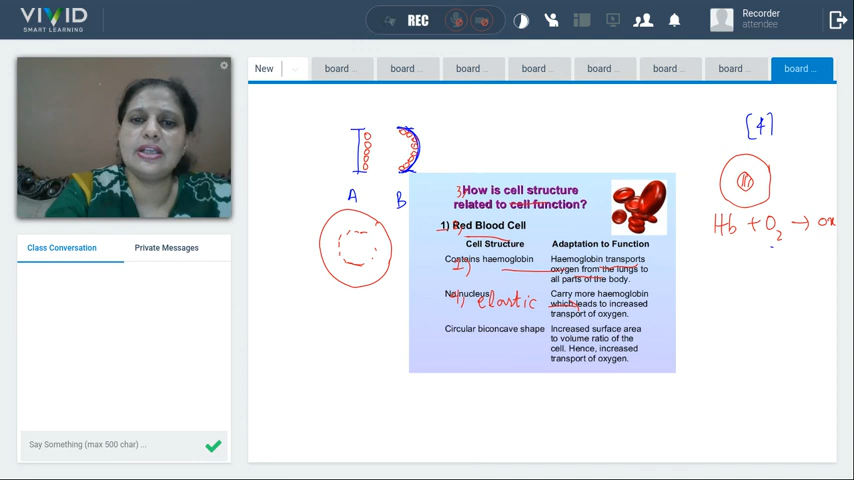 VIVID
SMART LEARNING
REC
Recorder
attendee
New
board ...
board ...
board ...
board ...
board ...
board ...
board ...
board ...
[4]
A
B
3)
How is cell structure
related to cell function?
Hb + O2 → ox
1) Red Blood Cell
Cell Structure
Adaptation to Function
Contains haemoglobin
Haemoglobin transports
oxygen from the lungs to
all parts of the body.
No nucleus
4) elastic
Carry more haemoglobin
which leads to increased
transport of oxygen.
Circular biconcave shape
Increased surface area
to volume ratio of the
cell. Hence, increased
transport of oxygen.
Class Conversation
Private Messages
Say Something (max 500 char) ...